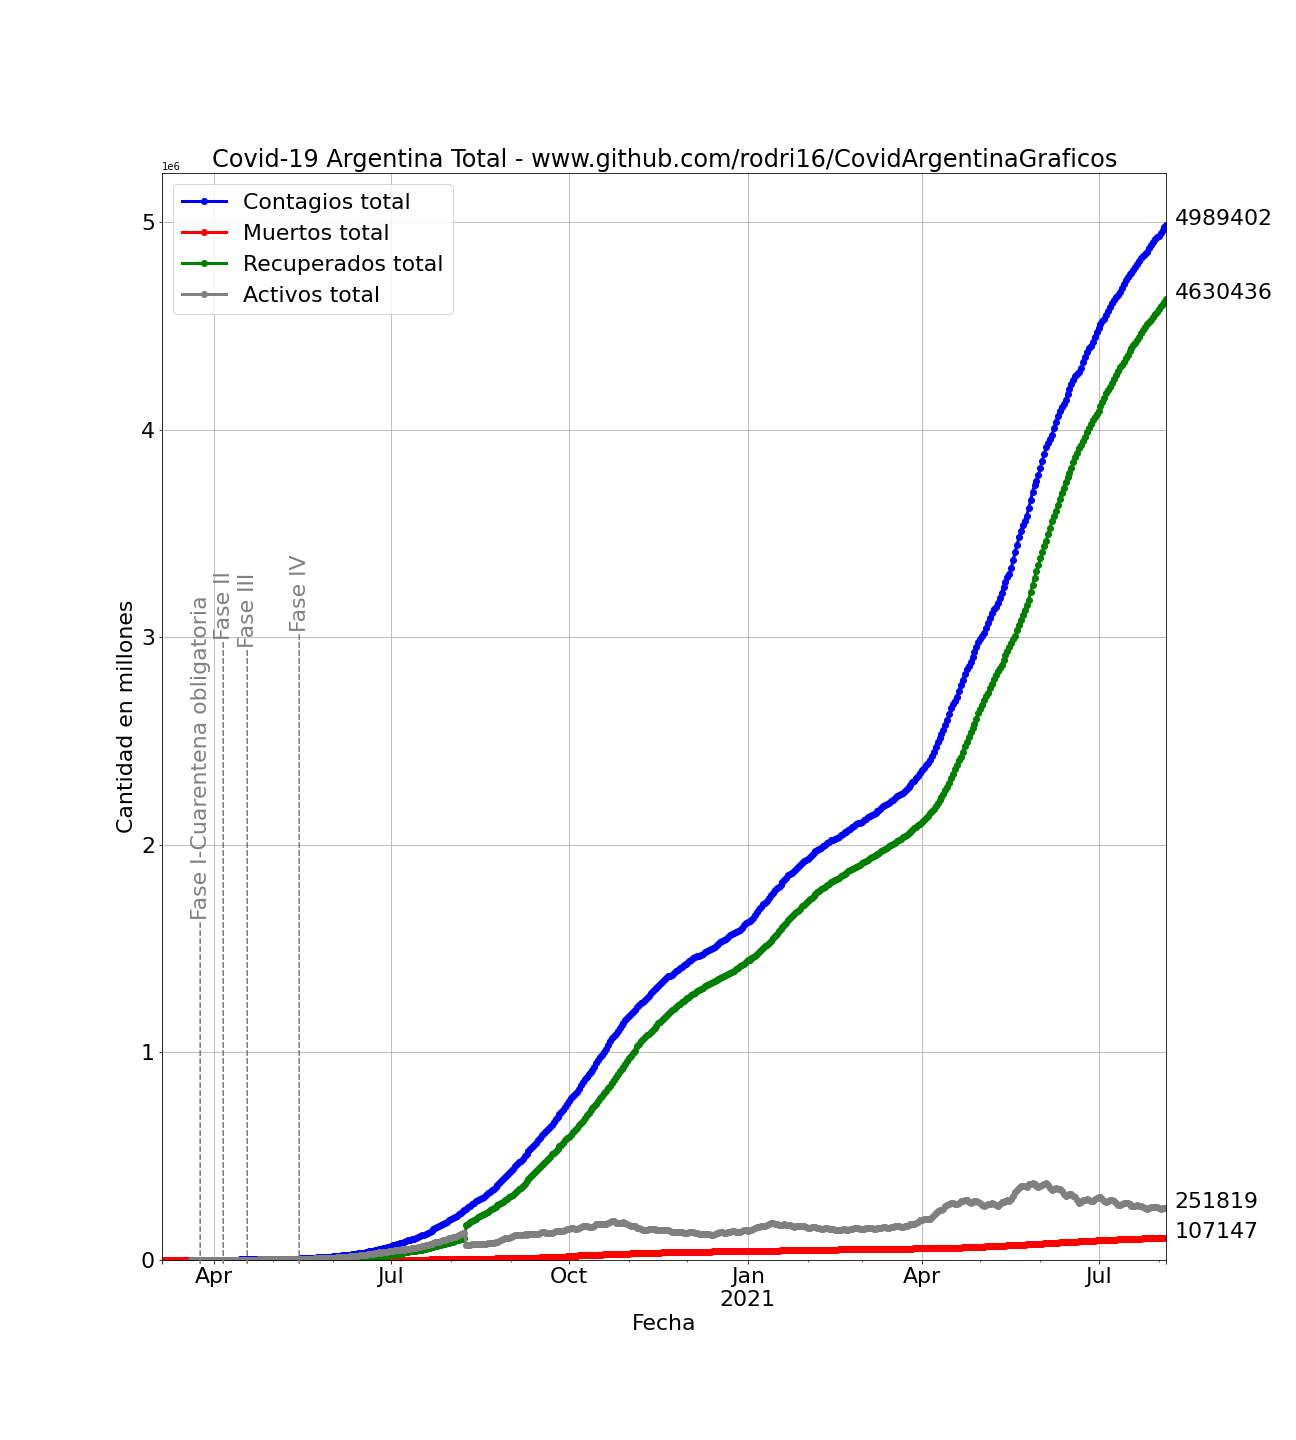 Covid-19 Argentina Total - www.github.com/rodri16/CovidArgentinaGraficos
1e6
Contagios total
Muertos total
Recuperados total
Activos total
5
4
3
2
1
0
Cantidad en millones
Fase I-Cuarentena obligatoria
Fase II
Fase III
Fase IV
4989402
4630436
251819
107147
Apr
Jul
Oct
Jan
2021
Apr
Jul
Fecha